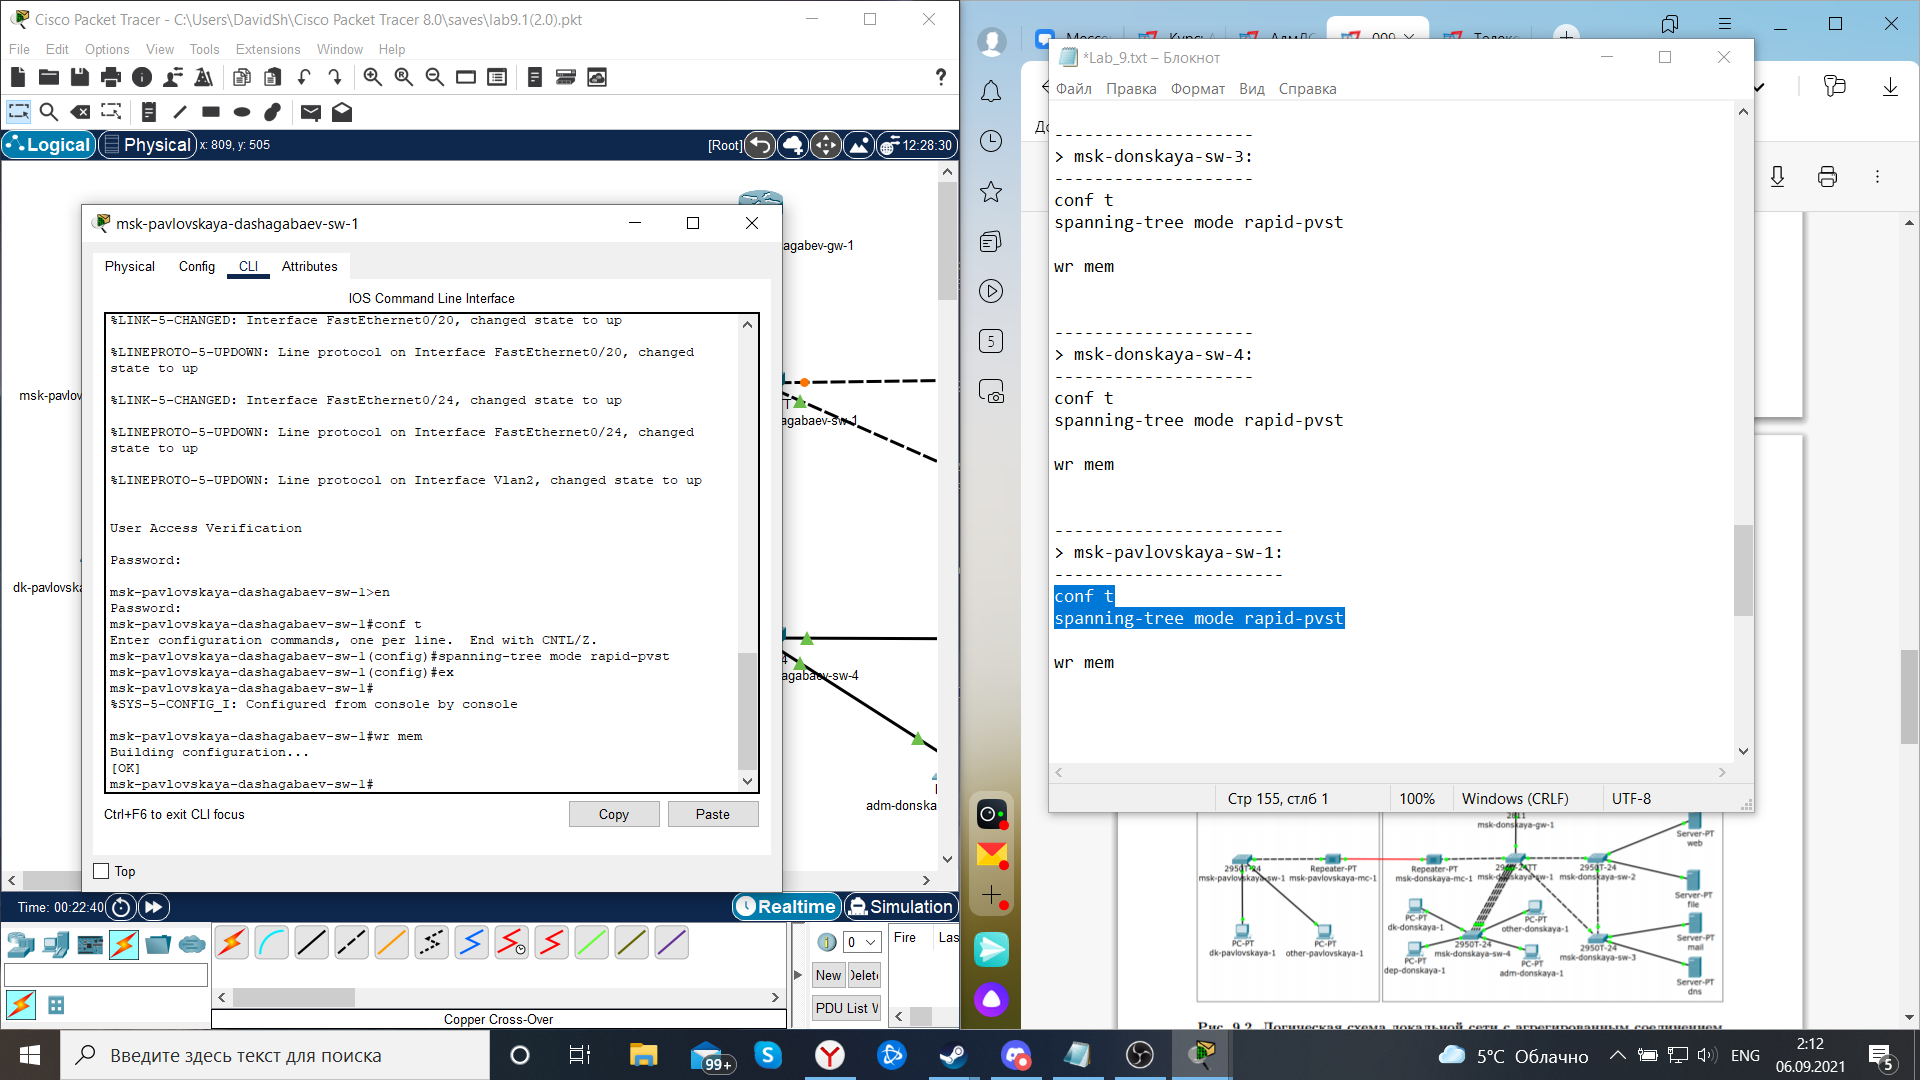 Cisco Packet Tracer - C:\Users\DavidSh\Cisco Packet Tracer 8.0\saves\lab9.1(2.0).pkt
File Edit Options View Tools Extensions Window Help
Logical Physical x: 809, y: 505 [Root] 12:28:30
agabev-gw-1
msk-pavlov
agabaev-sw-1
dk-pavlovska
agabaev-sw-4
adm-donska
msk-pavlovskaya-dashagabaev-sw-1
Physical Config CLI Attributes
IOS Command Line Interface
%LINK-5-CHANGED: Interface FastEthernet0/20, changed state to up
%LINEPROTO-5-UPDOWN: Line protocol on Interface FastEthernet0/20, changed
state to up
%LINK-5-CHANGED: Interface FastEthernet0/24, changed state to up
%LINEPROTO-5-UPDOWN: Line protocol on Interface FastEthernet0/24, changed
state to up
%LINEPROTO-5-UPDOWN: Line protocol on Interface Vlan2, changed state to up
User Access Verification
Password:
msk-pavlovskaya-dashagabaev-sw-1>en
Password:
msk-pavlovskaya-dashagabaev-sw-1#conf t
Enter configuration commands, one per line.  End with CNTL/Z.
msk-pavlovskaya-dashagabaev-sw-1(config)#spanning-tree mode rapid-pvst
msk-pavlovskaya-dashagabaev-sw-1(config)#ex
msk-pavlovskaya-dashagabaev-sw-1#
%SYS-5-CONFIG_I: Configured from console by console
msk-pavlovskaya-dashagabaev-sw-1#wr mem
Building configuration...
[OK]
msk-pavlovskaya-dashagabaev-sw-1#
Ctrl+F6 to exit CLI focus Copy Paste
Top
Time: 00:22:40 Realtime Simulation
0 Fire Las
New Delet
PDU List W
Copper Cross-Over
*Lab_9.txt – Блокнот
Файл Правка Формат Вид Справка
--------------------
> msk-donskaya-sw-3:
--------------------
conf t
spanning-tree mode rapid-pvst
wr mem
--------------------
> msk-donskaya-sw-4:
--------------------
conf t
spanning-tree mode rapid-pvst
wr mem
-----------------------
> msk-pavlovskaya-sw-1:
-----------------------
conf t
spanning-tree mode rapid-pvst
wr mem
Стр 155, стлб 1 100% Windows (CRLF) UTF-8
5
2811
msk-donskaya-gw-1
Server-PT
web
2950T-24
msk-pavlovskaya-sw-1
Repeater-PT
msk-pavlovskaya-mc-1
Repeater-PT
msk-donskaya-mc-1
msk-donskaya-sw-1
msk-donskaya-sw-2
Server-PT
file
PC-PT
dk-donskaya-1
PC-PT
other-donskaya-1
PC-PT
dk-pavlovskaya-1
PC-PT
other-pavlovskaya-1
2950T-24
msk-donskaya-sw-4
2950T-24
msk-donskaya-sw-3
Server-PT
mail
PC-PT
dep-donskaya-1
PC-PT
adm-donskaya-1
Server-PT
dns
Рис. 9.2. Логическая схема локальной сети с агрегированным соединением
Введите здесь текст для поиска
99+
5°C Облачно
ENG
2:12
06.09.2021
5